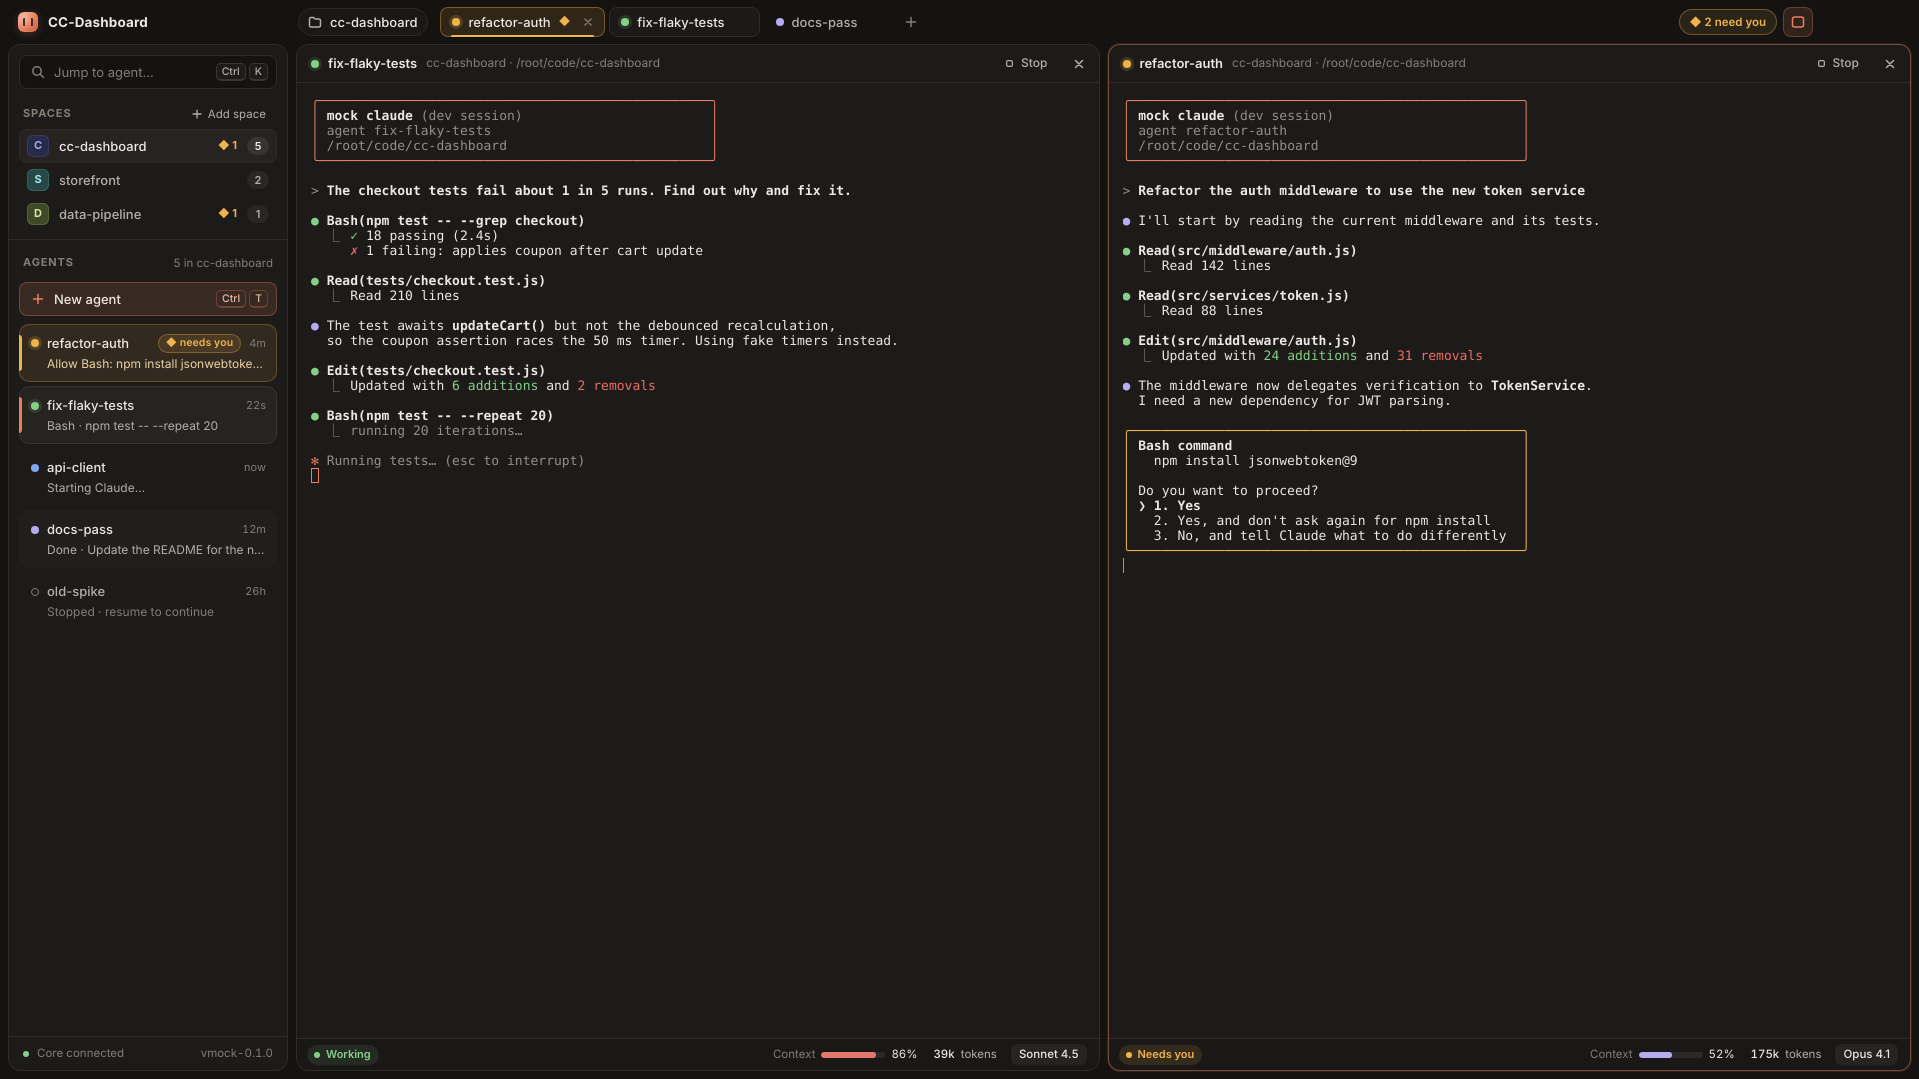 CC-Dashboard
cc-dashboard
refactor-auth
fix-flaky-tests
docs-pass
2 need you
Jump to agent...
Ctrl K
SPACES
Add space
C cc-dashboard 1 5
S storefront 2
D data-pipeline 1 1
AGENTS
5 in cc-dashboard
New agent Ctrl T
refactor-auth needs you 4m
Allow Bash: npm install jsonwebtoke...
fix-flaky-tests 22s
Bash · npm test -- --repeat 20
api-client now
Starting Claude...
docs-pass 12m
Done · Update the README for the n...
old-spike 26h
Stopped · resume to continue
Core connected
vmock-0.1.0
fix-flaky-tests cc-dashboard · /root/code/cc-dashboard Stop
mock claude (dev session)
agent fix-flaky-tests
/root/code/cc-dashboard
> The checkout tests fail about 1 in 5 runs. Find out why and fix it.
Bash(npm test -- --grep checkout)
✓ 18 passing (2.4s)
✗ 1 failing: applies coupon after cart update
Read(tests/checkout.test.js)
Read 210 lines
The test awaits updateCart() but not the debounced recalculation,
so the coupon assertion races the 50 ms timer. Using fake timers instead.
Edit(tests/checkout.test.js)
Updated with 6 additions and 2 removals
Bash(npm test -- --repeat 20)
running 20 iterations…
✻ Running tests… (esc to interrupt)
Working
Context 86% 39k tokens Sonnet 4.5
refactor-auth cc-dashboard · /root/code/cc-dashboard Stop
mock claude (dev session)
agent refactor-auth
/root/code/cc-dashboard
> Refactor the auth middleware to use the new token service
I'll start by reading the current middleware and its tests.
Read(src/middleware/auth.js)
Read 142 lines
Read(src/services/token.js)
Read 88 lines
Edit(src/middleware/auth.js)
Updated with 24 additions and 31 removals
The middleware now delegates verification to TokenService.
I need a new dependency for JWT parsing.
Bash command
npm install jsonwebtoken@9
Do you want to proceed?
❯ 1. Yes
2. Yes, and don't ask again for npm install
3. No, and tell Claude what to do differently
Needs you
Context 52% 175k tokens Opus 4.1